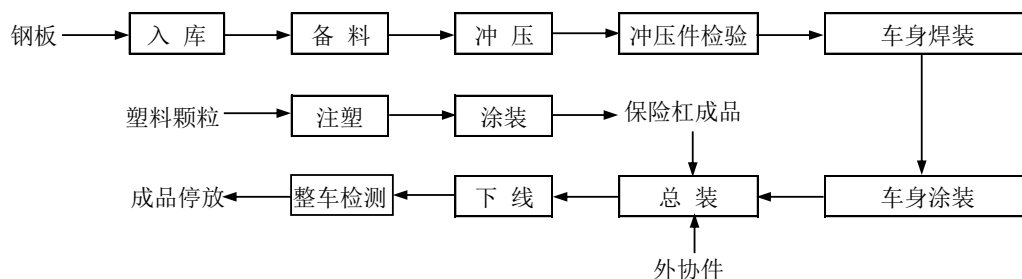 钢板 入库 备料 冲压 冲压件检验 车身焊装
塑料颗粒 注塑 涂装 保险杠成品
成品停放 整车检测 下线 总装 车身涂装
外协件